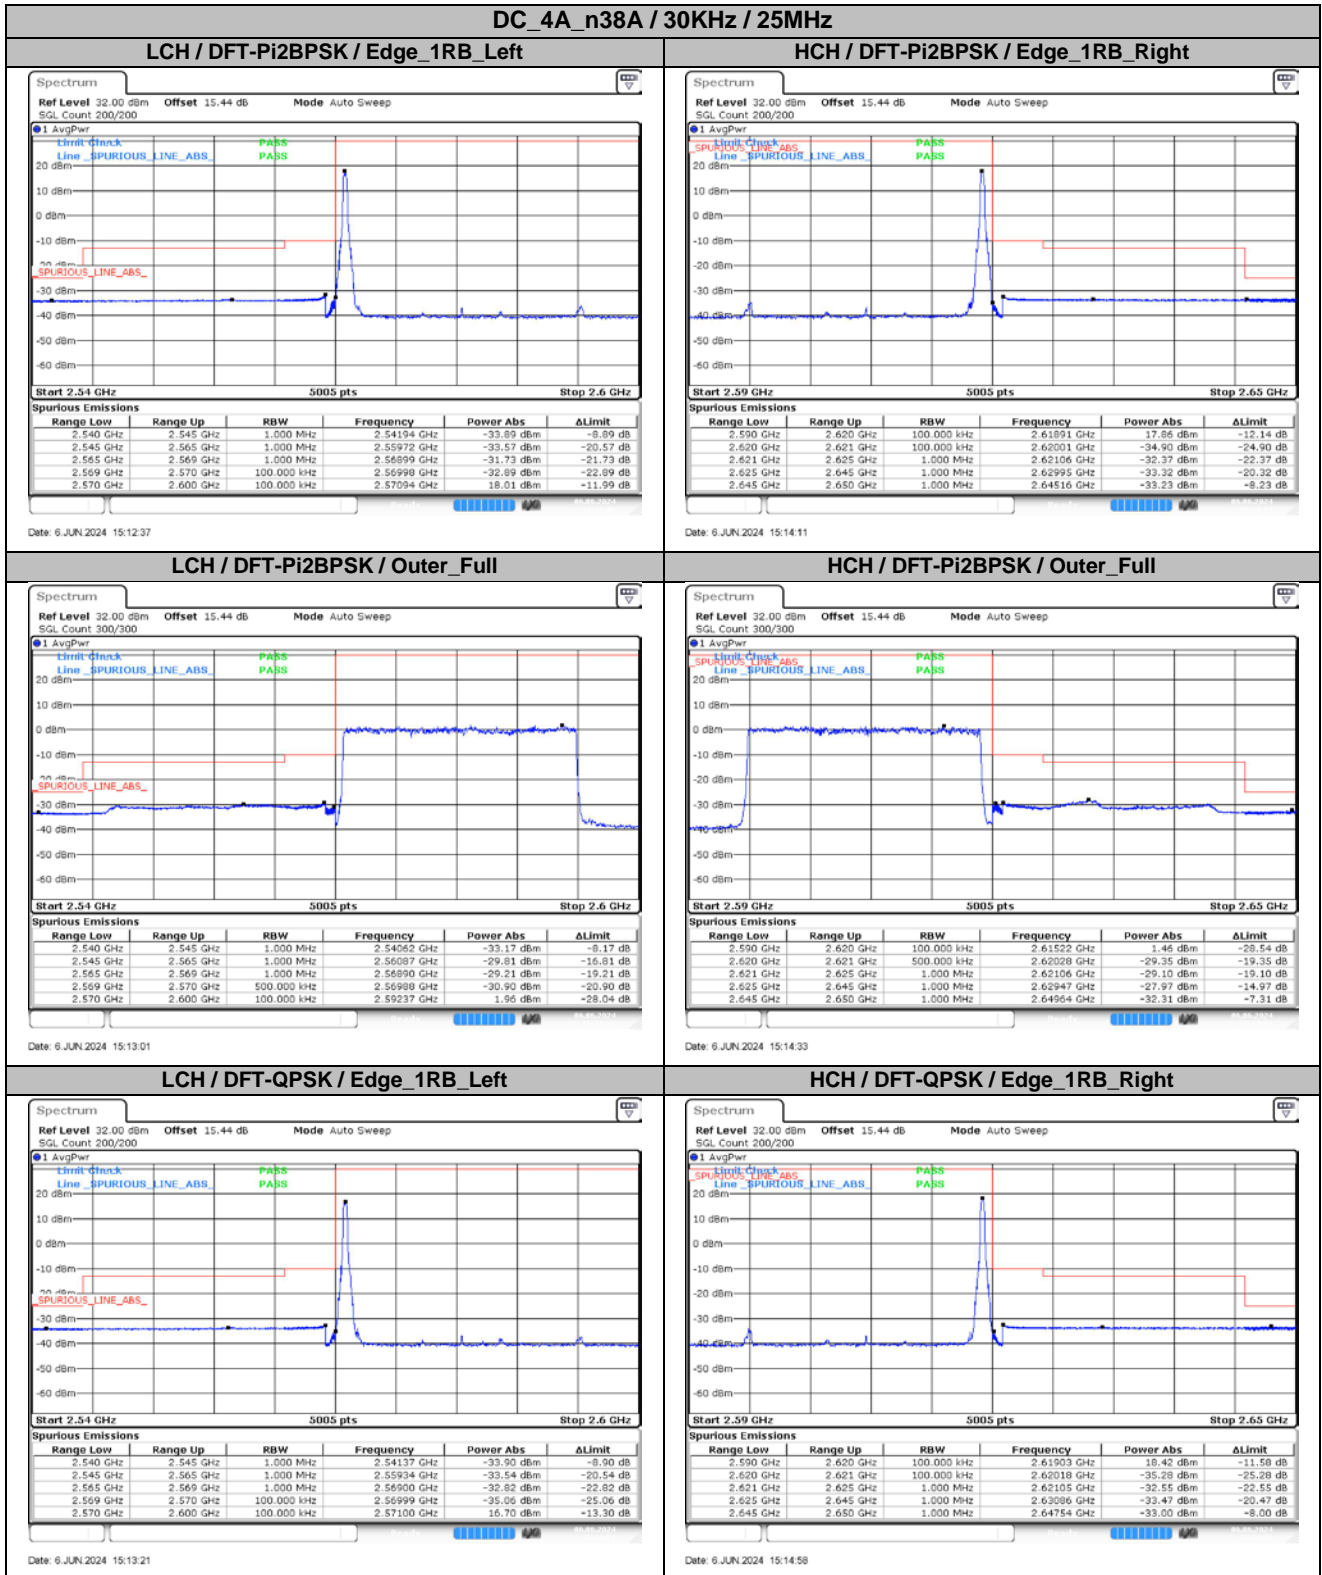 DC_4A_n38A / 30KHz / 25MHz
LCH / DFT-Pi2BPSK / Edge_1RB_Left
HCH / DFT-Pi2BPSK / Edge_1RB_Right
Spectrum
Ref Level 32.00 dBm Offset 15.44 dB Mode Auto Sweep
SGL Count 200/200
1 AvgPwr
Limit Check PASS
Line _SPURIOUS_LINE_ABS_ PASS
20 dBm
10 dBm
0 dBm
-10 dBm
-20 dBm
_SPURIOUS_LINE_ABS_
-30 dBm
-40 dBm
-50 dBm
-60 dBm
Start 2.54 GHz 5005 pts Stop 2.6 GHz
Spurious Emissions
Range Low Range Up RBW Frequency Power Abs ΔLimit
2.540 GHz 2.545 GHz 1.000 MHz 2.54194 GHz -33.89 dBm -8.89 dB
2.545 GHz 2.565 GHz 1.000 MHz 2.55972 GHz -33.57 dBm -20.57 dB
2.565 GHz 2.569 GHz 1.000 MHz 2.56899 GHz -31.73 dBm -21.73 dB
2.569 GHz 2.570 GHz 100.000 kHz 2.56998 GHz -32.89 dBm -22.89 dB
2.570 GHz 2.600 GHz 100.000 kHz 2.57094 GHz 18.01 dBm -11.99 dB
Date: 6.JUN.2024 15:12:37
Spectrum
Ref Level 32.00 dBm Offset 15.44 dB Mode Auto Sweep
SGL Count 200/200
1 AvgPwr
Limit Check PASS
_SPURIOUS_LINE_ABS_
Line _SPURIOUS_LINE_ABS_ PASS
20 dBm
10 dBm
0 dBm
-10 dBm
-20 dBm
-30 dBm
-40 dBm
-50 dBm
-60 dBm
Start 2.59 GHz 5005 pts Stop 2.65 GHz
Spurious Emissions
Range Low Range Up RBW Frequency Power Abs ΔLimit
2.590 GHz 2.620 GHz 100.000 kHz 2.61891 GHz 17.86 dBm -12.14 dB
2.620 GHz 2.621 GHz 100.000 kHz 2.62001 GHz -34.90 dBm -24.90 dB
2.621 GHz 2.625 GHz 1.000 MHz 2.62106 GHz -32.37 dBm -22.37 dB
2.625 GHz 2.645 GHz 1.000 MHz 2.62995 GHz -33.32 dBm -20.32 dB
2.645 GHz 2.650 GHz 1.000 MHz 2.64516 GHz -33.23 dBm -8.23 dB
Date: 6.JUN.2024 15:14:11
LCH / DFT-Pi2BPSK / Outer_Full
HCH / DFT-Pi2BPSK / Outer_Full
Spectrum
Ref Level 32.00 dBm Offset 15.44 dB Mode Auto Sweep
SGL Count 300/300
1 AvgPwr
Limit Check PASS
Line _SPURIOUS_LINE_ABS_ PASS
20 dBm
10 dBm
0 dBm
-10 dBm
-20 dBm
_SPURIOUS_LINE_ABS_
-30 dBm
-40 dBm
-50 dBm
-60 dBm
Start 2.54 GHz 5005 pts Stop 2.6 GHz
Spurious Emissions
Range Low Range Up RBW Frequency Power Abs ΔLimit
2.540 GHz 2.545 GHz 1.000 MHz 2.54062 GHz -33.17 dBm -8.17 dB
2.545 GHz 2.565 GHz 1.000 MHz 2.56087 GHz -29.81 dBm -16.81 dB
2.565 GHz 2.569 GHz 1.000 MHz 2.56890 GHz -29.21 dBm -19.21 dB
2.569 GHz 2.570 GHz 500.000 kHz 2.56988 GHz -30.90 dBm -20.90 dB
2.570 GHz 2.600 GHz 100.000 kHz 2.59237 GHz 1.96 dBm -28.04 dB
Date: 6.JUN.2024 15:13:01
Spectrum
Ref Level 32.00 dBm Offset 15.44 dB Mode Auto Sweep
SGL Count 300/300
1 AvgPwr
Limit Check PASS
_SPURIOUS_LINE_ABS_
Line _SPURIOUS_LINE_ABS_ PASS
20 dBm
10 dBm
0 dBm
-10 dBm
-20 dBm
-30 dBm
-40 dBm
-50 dBm
-60 dBm
Start 2.59 GHz 5005 pts Stop 2.65 GHz
Spurious Emissions
Range Low Range Up RBW Frequency Power Abs ΔLimit
2.590 GHz 2.620 GHz 100.000 kHz 2.61522 GHz 1.46 dBm -28.54 dB
2.620 GHz 2.621 GHz 500.000 kHz 2.62028 GHz -29.35 dBm -19.35 dB
2.621 GHz 2.625 GHz 1.000 MHz 2.62106 GHz -29.10 dBm -19.10 dB
2.625 GHz 2.645 GHz 1.000 MHz 2.62947 GHz -27.97 dBm -14.97 dB
2.645 GHz 2.650 GHz 1.000 MHz 2.64964 GHz -32.31 dBm -7.31 dB
Date: 6.JUN.2024 15:14:33
LCH / DFT-QPSK / Edge_1RB_Left
HCH / DFT-QPSK / Edge_1RB_Right
Spectrum
Ref Level 32.00 dBm Offset 15.44 dB Mode Auto Sweep
SGL Count 200/200
1 AvgPwr
Limit Check PASS
Line _SPURIOUS_LINE_ABS_ PASS
20 dBm
10 dBm
0 dBm
-10 dBm
-20 dBm
_SPURIOUS_LINE_ABS_
-30 dBm
-40 dBm
-50 dBm
-60 dBm
Start 2.54 GHz 5005 pts Stop 2.6 GHz
Spurious Emissions
Range Low Range Up RBW Frequency Power Abs ΔLimit
2.540 GHz 2.545 GHz 1.000 MHz 2.54137 GHz -33.90 dBm -8.90 dB
2.545 GHz 2.565 GHz 1.000 MHz 2.55934 GHz -33.54 dBm -20.54 dB
2.565 GHz 2.569 GHz 1.000 MHz 2.56900 GHz -32.82 dBm -22.82 dB
2.569 GHz 2.570 GHz 100.000 kHz 2.56999 GHz -35.06 dBm -25.06 dB
2.570 GHz 2.600 GHz 100.000 kHz 2.57100 GHz 16.70 dBm -13.30 dB
Date: 6.JUN.2024 15:13:21
Spectrum
Ref Level 32.00 dBm Offset 15.44 dB Mode Auto Sweep
SGL Count 200/200
1 AvgPwr
Limit Check PASS
_SPURIOUS_LINE_ABS_
Line _SPURIOUS_LINE_ABS_ PASS
20 dBm
10 dBm
0 dBm
-10 dBm
-20 dBm
-30 dBm
-40 dBm
-50 dBm
-60 dBm
Start 2.59 GHz 5005 pts Stop 2.65 GHz
Spurious Emissions
Range Low Range Up RBW Frequency Power Abs ΔLimit
2.590 GHz 2.620 GHz 100.000 kHz 2.61903 GHz 18.42 dBm -11.58 dB
2.620 GHz 2.621 GHz 100.000 kHz 2.62018 GHz -35.28 dBm -25.28 dB
2.621 GHz 2.625 GHz 1.000 MHz 2.62105 GHz -32.55 dBm -22.55 dB
2.625 GHz 2.645 GHz 1.000 MHz 2.63086 GHz -33.47 dBm -20.47 dB
2.645 GHz 2.650 GHz 1.000 MHz 2.64754 GHz -33.00 dBm -8.00 dB
Date: 6.JUN.2024 15:14:58